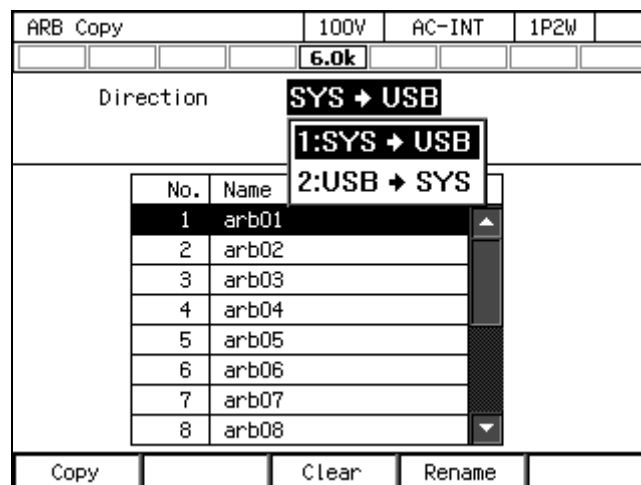 ARB Copy 100V AC-INT 1P2W
6.0k
Direction SYS → USB
1:SYS → USB
2:USB → SYS
No. Name
1 arb01
2 arb02
3 arb03
4 arb04
5 arb05
6 arb06
7 arb07
8 arb08
Copy Clear Rename